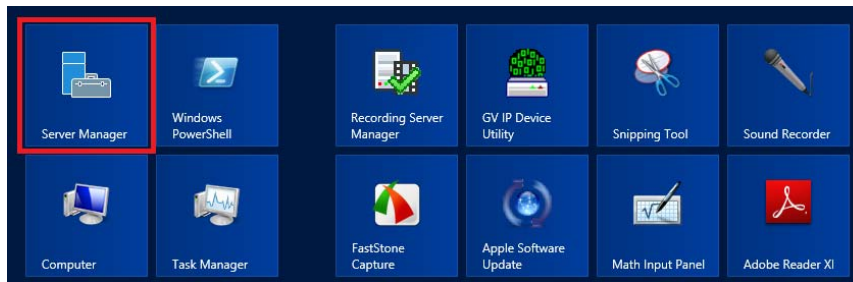 Server Manager
Windows
PowerShell
Recording Server
Manager
GV IP Device
Utility
Snipping Tool
Sound Recorder
Computer
Task Manager
FastStone
Capture
Apple Software
Update
Math Input Panel
Adobe Reader XI